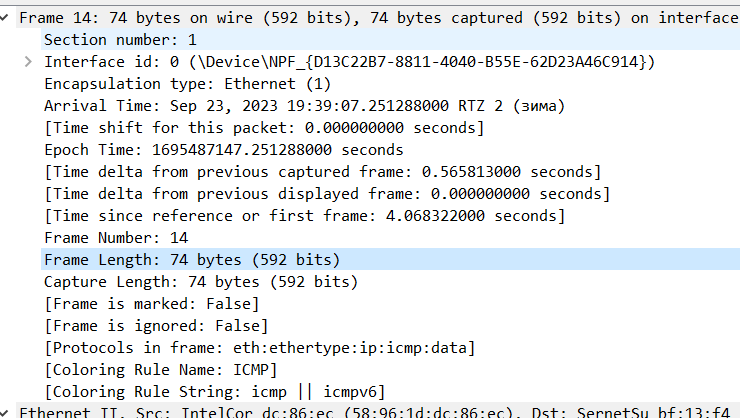 Frame 14: 74 bytes on wire (592 bits), 74 bytes captured (592 bits) on interface
Section number: 1
Interface id: 0 (\Device\NPF_{D13C22B7-8811-4040-B55E-62D23A46C914})
Encapsulation type: Ethernet (1)
Arrival Time: Sep 23, 2023 19:39:07.251288000 RTZ 2 (зима)
[Time shift for this packet: 0.000000000 seconds]
Epoch Time: 1695487147.251288000 seconds
[Time delta from previous captured frame: 0.565813000 seconds]
[Time delta from previous displayed frame: 0.000000000 seconds]
[Time since reference or first frame: 4.068322000 seconds]
Frame Number: 14
Frame Length: 74 bytes (592 bits)
Capture Length: 74 bytes (592 bits)
[Frame is marked: False]
[Frame is ignored: False]
[Protocols in frame: eth:ethertype:ip:icmp:data]
[Coloring Rule Name: ICMP]
[Coloring Rule String: icmp || icmpv6]
Ethernet II, Src: IntelCor_dc:86:ec (58:96:1d:dc:86:ec), Dst: SernetSu_bf:13:f4